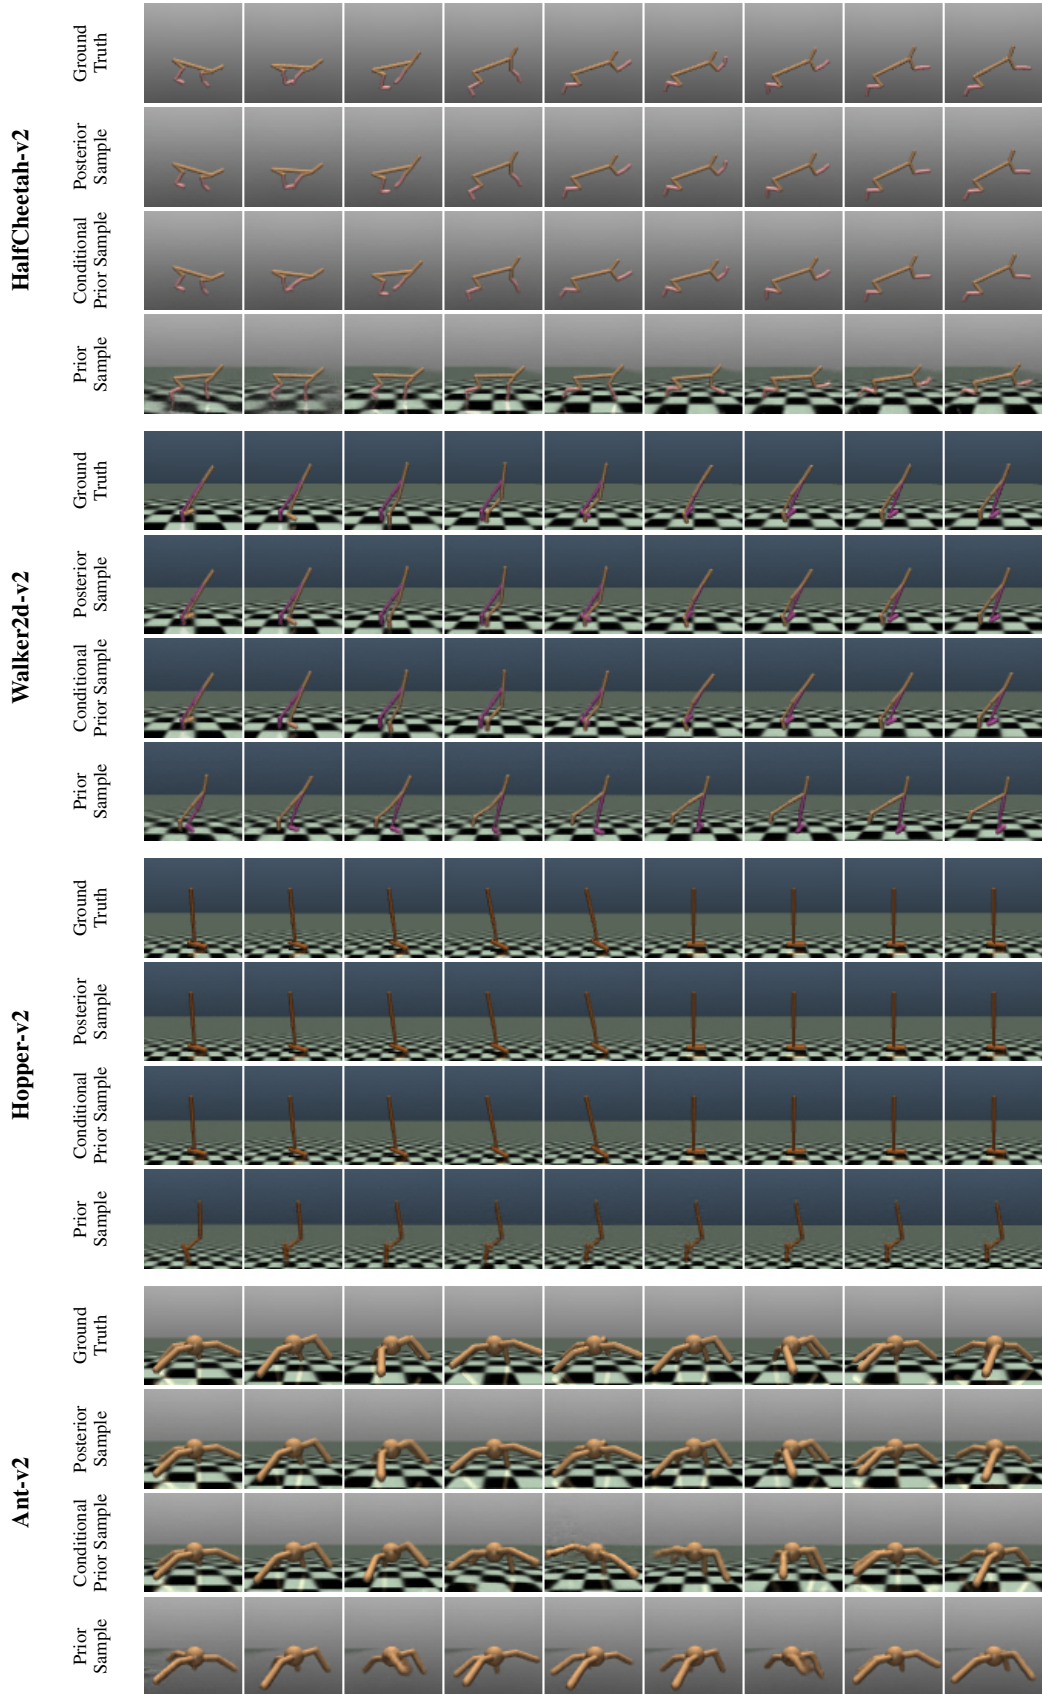 HalfCheetah-v2
Ground
Truth
Posterior
Sample
Conditional
Prior Sample
Prior
Sample
Walker2d-v2
Ground
Truth
Posterior
Sample
Conditional
Prior Sample
Prior
Sample
Hopper-v2
Ground
Truth
Posterior
Sample
Conditional
Prior Sample
Prior
Sample
Ant-v2
Ground
Truth
Posterior
Sample
Conditional
Prior Sample
Prior
Sample